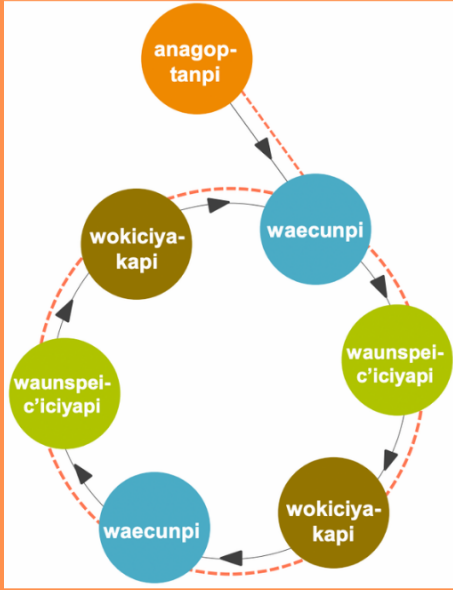 anagop-
tanpi
waecunpi
waunspei-
c'iciyapi
wokiciya-
kapi
waecunpi
waunspei-
c'iciyapi
wokiciya-
kapi